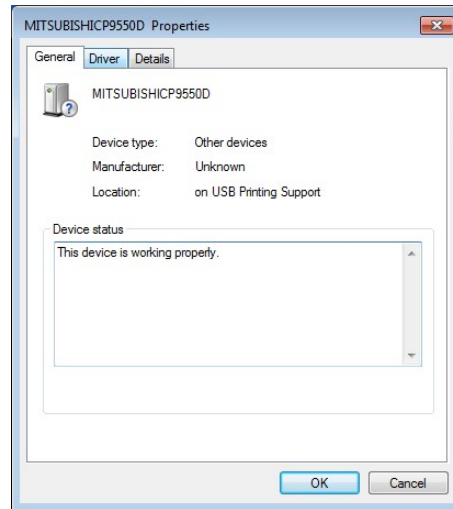 MITSUBISHICP9550D Properties
General Driver Details
MITSUBISHICP9550D
Device type: Other devices
Manufacturer: Unknown
Location: on USB Printing Support
Device status
This device is working properly.
OK Cancel